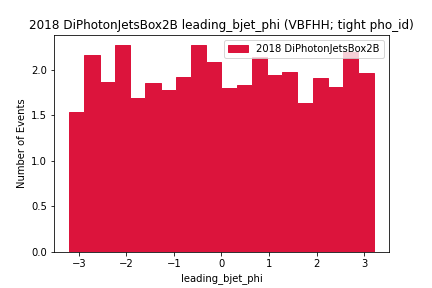 2018 DiPhotonJetsBox2B leading_bjet_phi (VBFHH; tight pho_id)
2018 DiPhotonJetsBox2B
Number of Events
2.0
1.5
1.0
0.5
0.0
−3 −2 −1 0 1 2 3
leading_bjet_phi